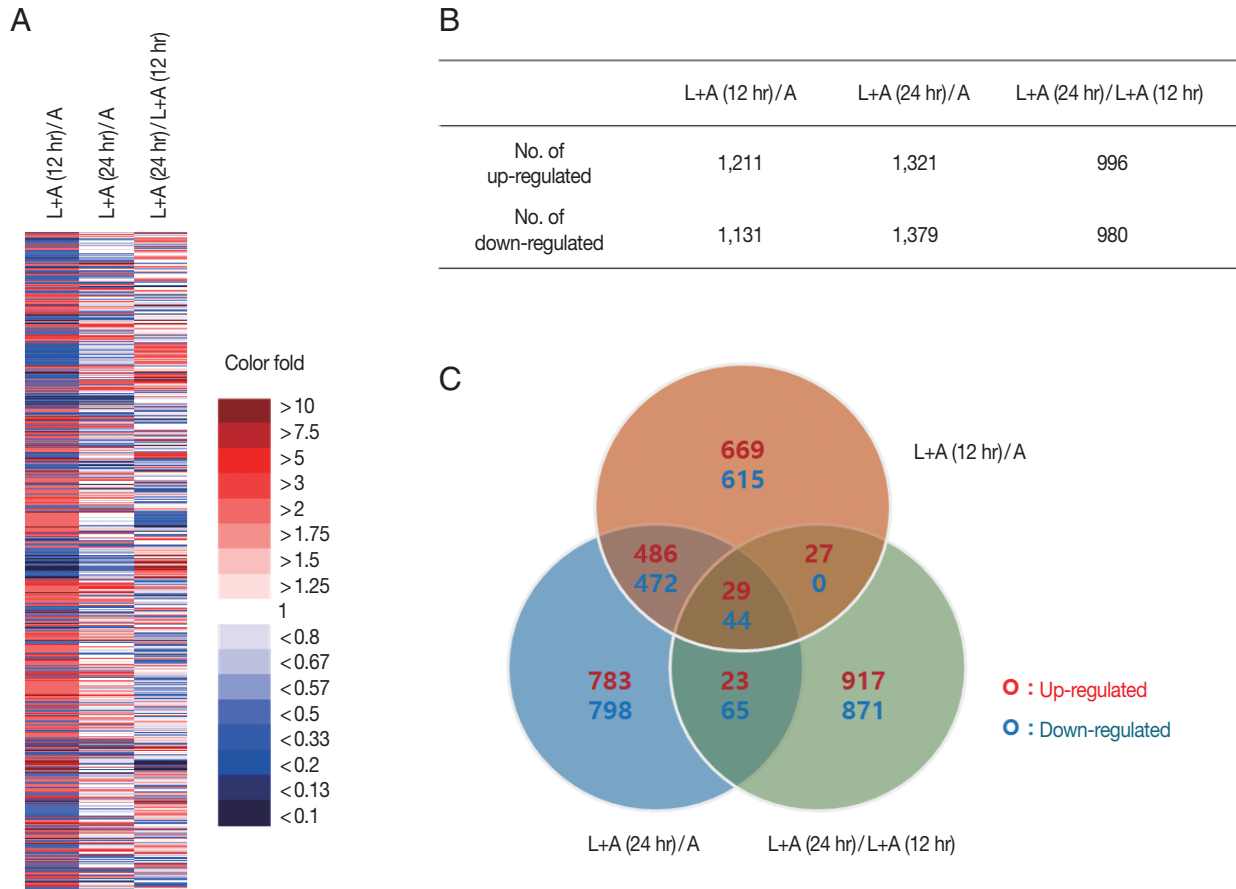 A
L+A (12 hr)/A
L+A (24 hr)/A
L+A (24 hr)/L+A (12 hr)
Color fold
>10
>7.5
>5
>3
>2
>1.75
>1.5
>1.25
1
<0.8
<0.67
<0.57
<0.5
<0.33
<0.2
<0.13
<0.1
B
L+A (12 hr)/A L+A (24 hr)/A L+A (24 hr)/L+A (12 hr)
No. of
up-regulated 1,211 1,321 996
No. of
down-regulated 1,131 1,379 980
C
L+A (12 hr)/A
669
615
486 27
472 0
29
44
783 23 917
798 65 871
O : Up-regulated
O : Down-regulated
L+A (24 hr)/A L+A (24 hr)/L+A (12 hr)